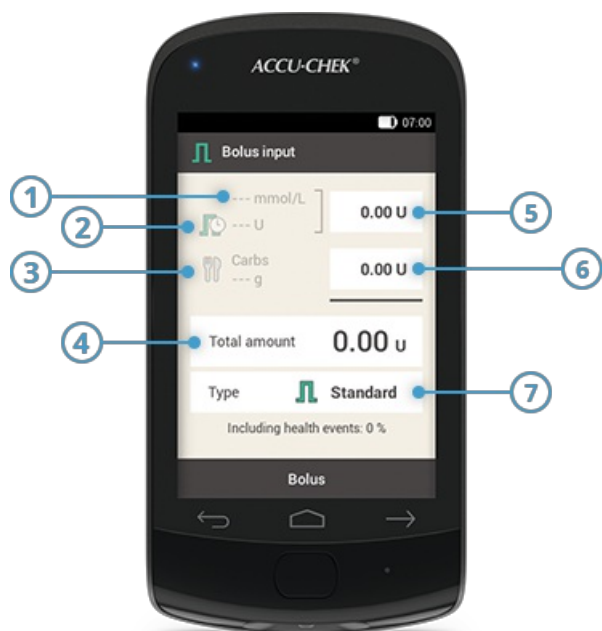 ACCU-CHEK®
07:00
Bolus input
1
--- mmol/L
0.00 U
5
2
--- U
3
Carbs
--- g
0.00 U
6
4
Total amount
0.00 U
Type
Standard
7
Including health events: 0 %
Bolus